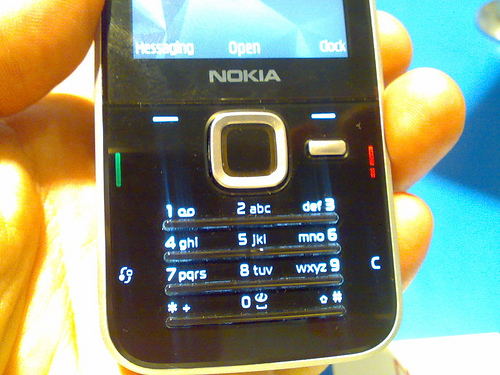 Messaging Open Clock
NOKIA
1 2 abc def 3
4 ghi 5 jkl mno 6
7 pqrs 8 tuv wxyz 9
C
* + 0 #